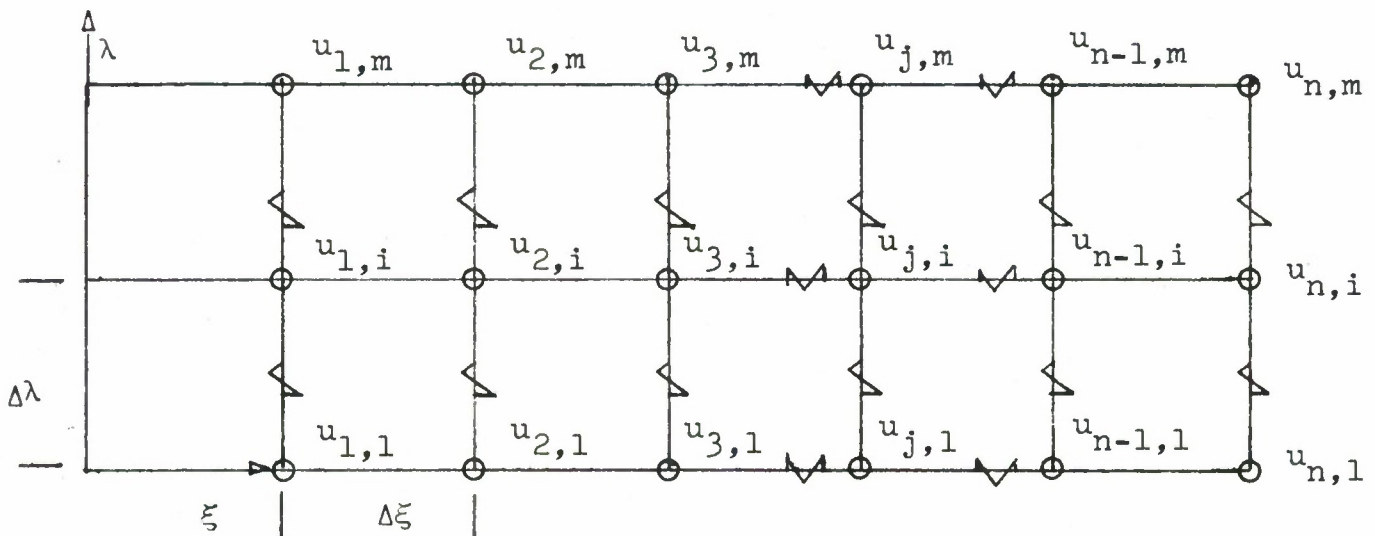 λ
u1,m u2,m u3,m uj,m un-1,m un,m
u1,i u2,i u3,i uj,i un-1,i un,i
Δλ
u1,1 u2,1 u3,1 uj,1 un-1,1 un,1
ξ Δξ